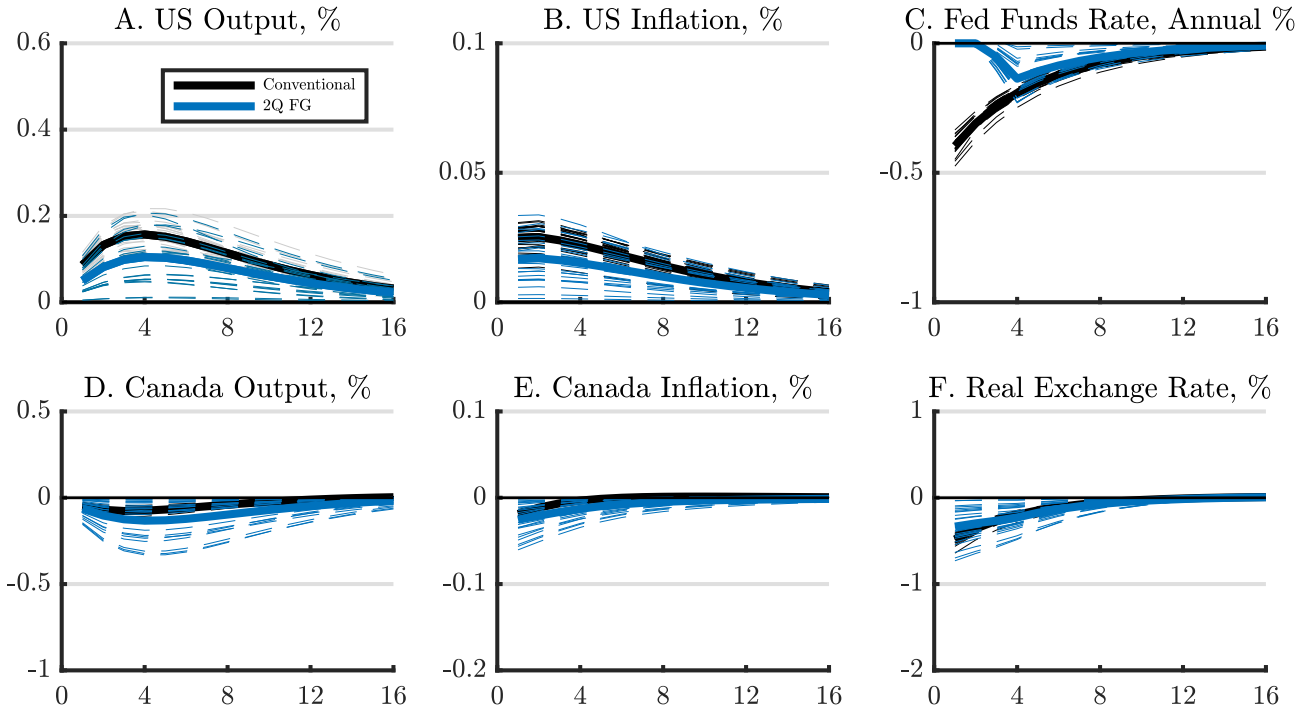 A. US Output, %
0.6
0.4
0.2
0
0 4 8 12 16
Conventional
2Q FG
B. US Inflation, %
0.1
0.05
0
0 4 8 12 16
C. Fed Funds Rate, Annual %
0
-0.5
-1
0 4 8 12 16
D. Canada Output, %
0.5
0
-0.5
-1
0 4 8 12 16
E. Canada Inflation, %
0.1
0
-0.1
-0.2
0 4 8 12 16
F. Real Exchange Rate, %
1
0
-1
-2
0 4 8 12 16